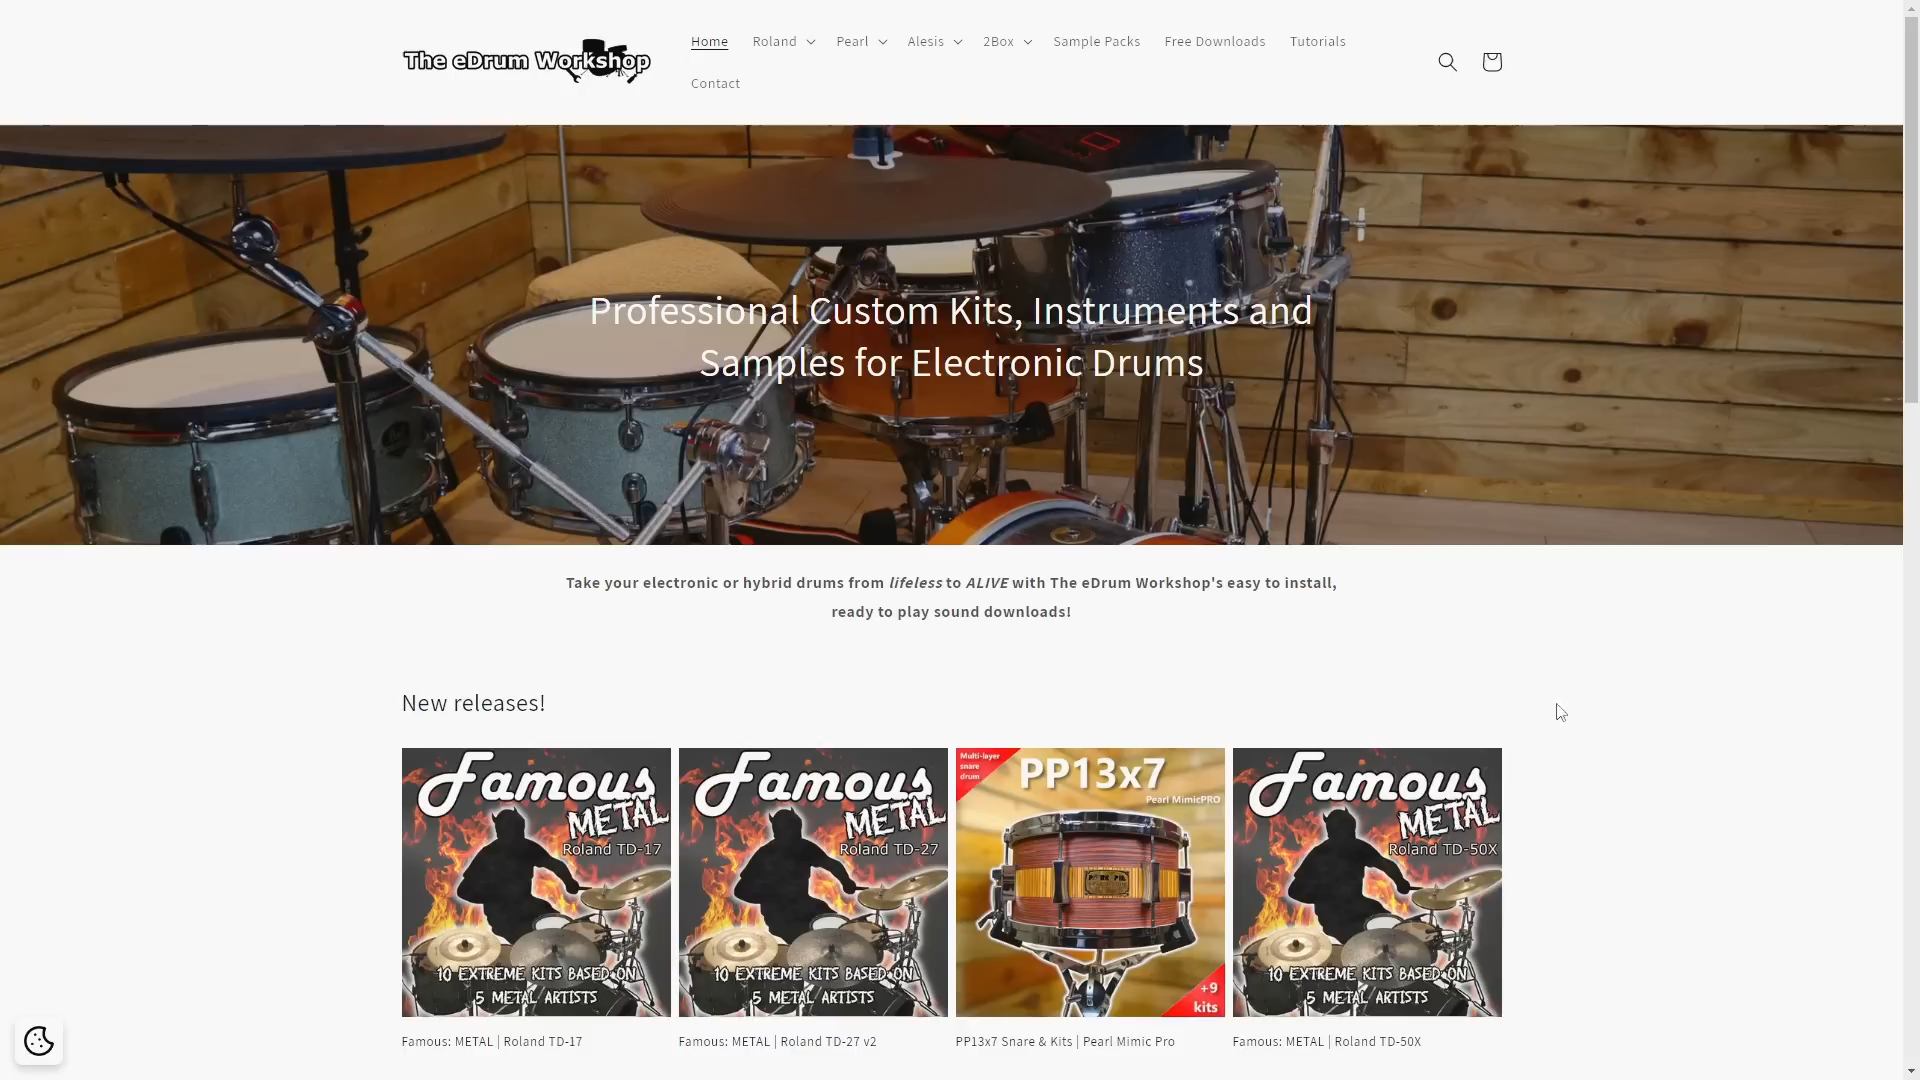 The eDrum Workshop
Home
Roland
Pearl
Alesis
2Box
Sample Packs
Free Downloads
Tutorials
Contact
Professional Custom Kits, Instruments and
Samples for Electronic Drums
Take your electronic or hybrid drums from lifeless to ALIVE with The eDrum Workshop's easy to install,
ready to play sound downloads!
New releases!
Famous
METAL
Roland TD-17
10 EXTREME KITS BASED ON
5 METAL ARTISTS
Famous
METAL
Roland TD-27
10 EXTREME KITS BASED ON
5 METAL ARTISTS
Multi-layer
snare
drum
PP13x7
Pearl MimicPRO
PORK PIE
+9
kits
Famous
METAL
Roland TD-50X
10 EXTREME KITS BASED ON
5 METAL ARTISTS
Famous: METAL | Roland TD-17
Famous: METAL | Roland TD-27 v2
PP13x7 Snare & Kits | Pearl Mimic Pro
Famous: METAL | Roland TD-50X